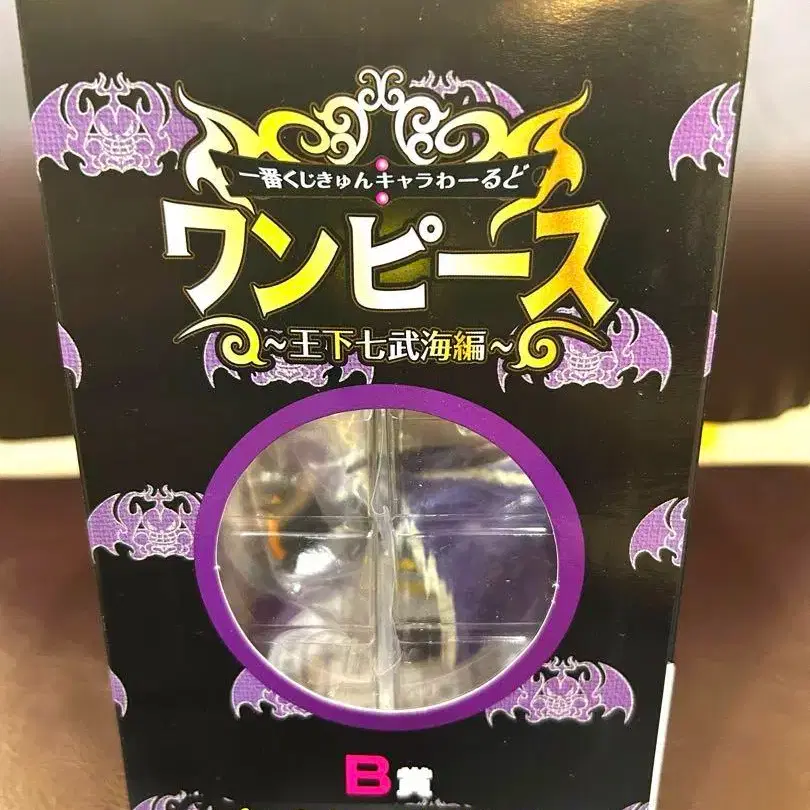 一番くじきゅんキャラわーるど
ワンピース
～王下七武海編～
B賞